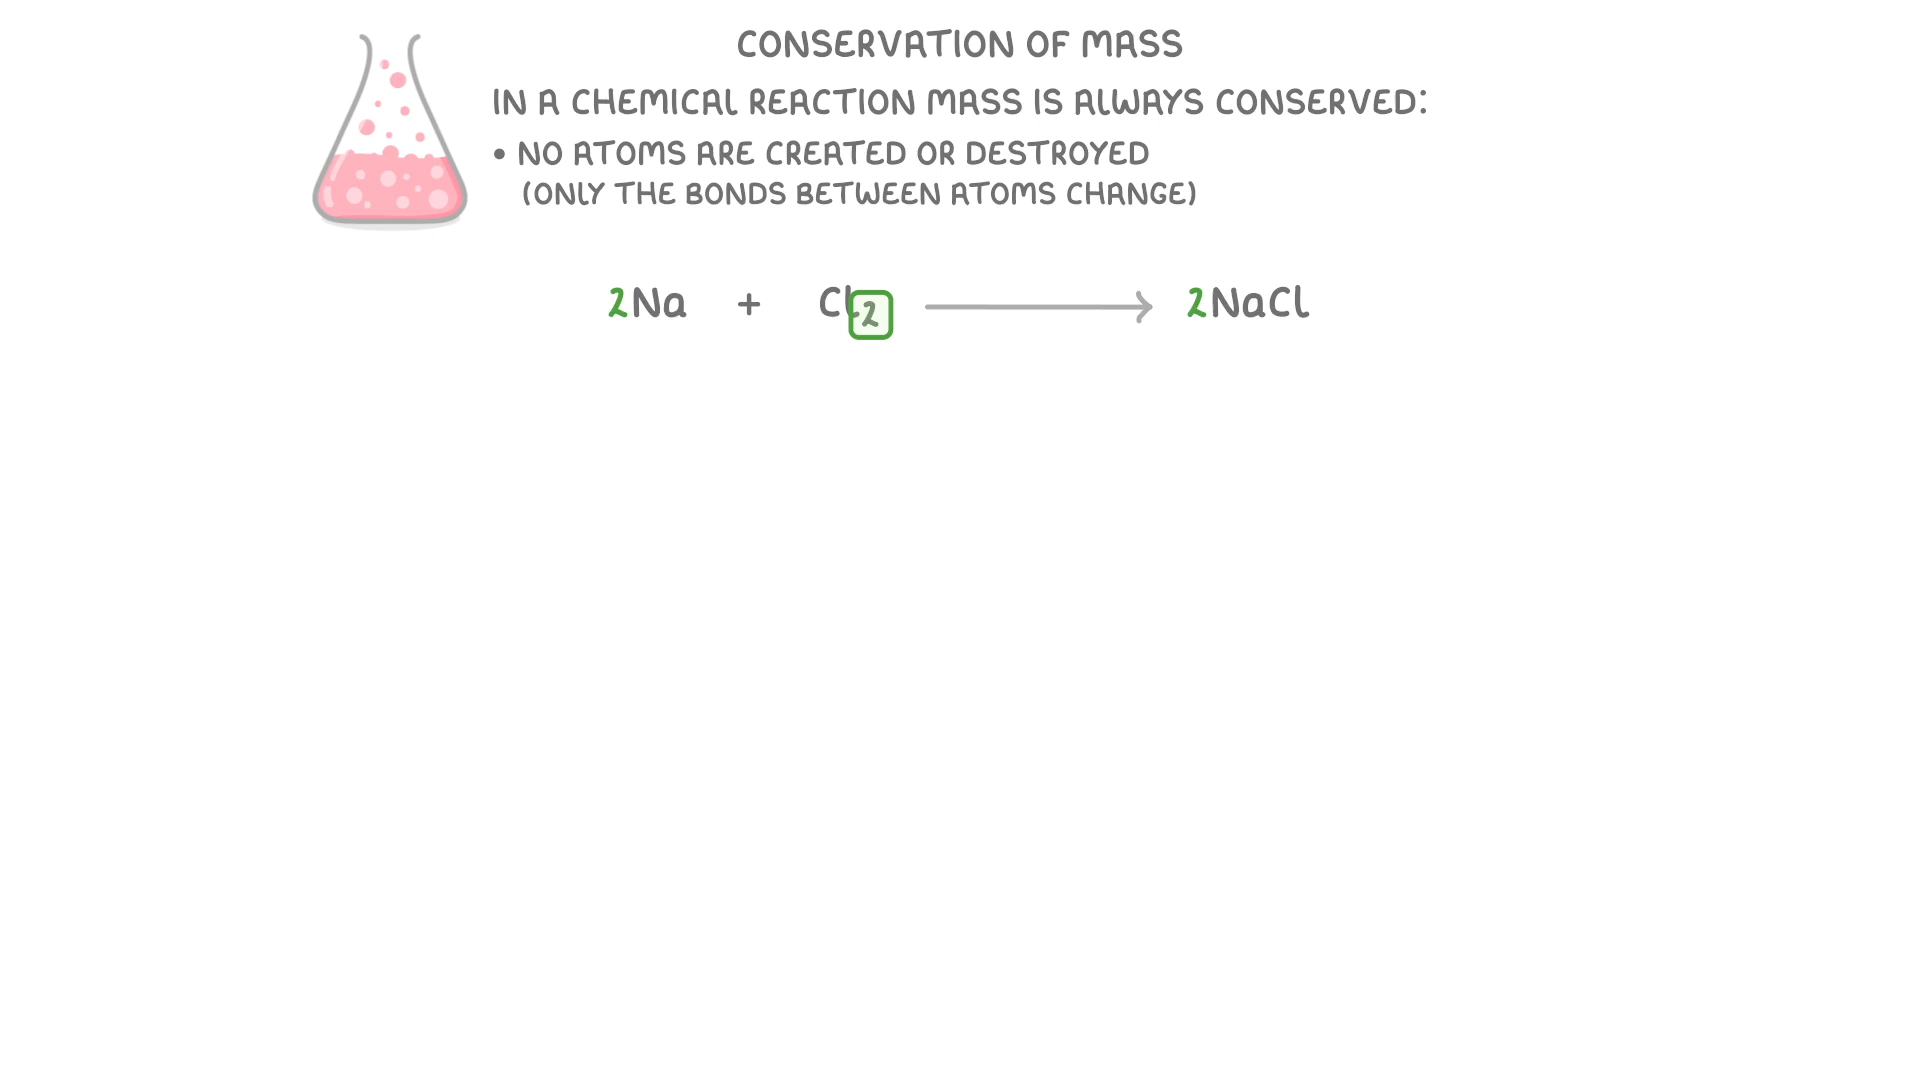 CONSERVATION OF MASS
IN A CHEMICAL REACTION MASS IS ALWAYS CONSERVED:
• NO ATOMS ARE CREATED OR DESTROYED
(ONLY THE BONDS BETWEEN ATOMS CHANGE)
2Na + Cl₂ ⟶ 2NaCl